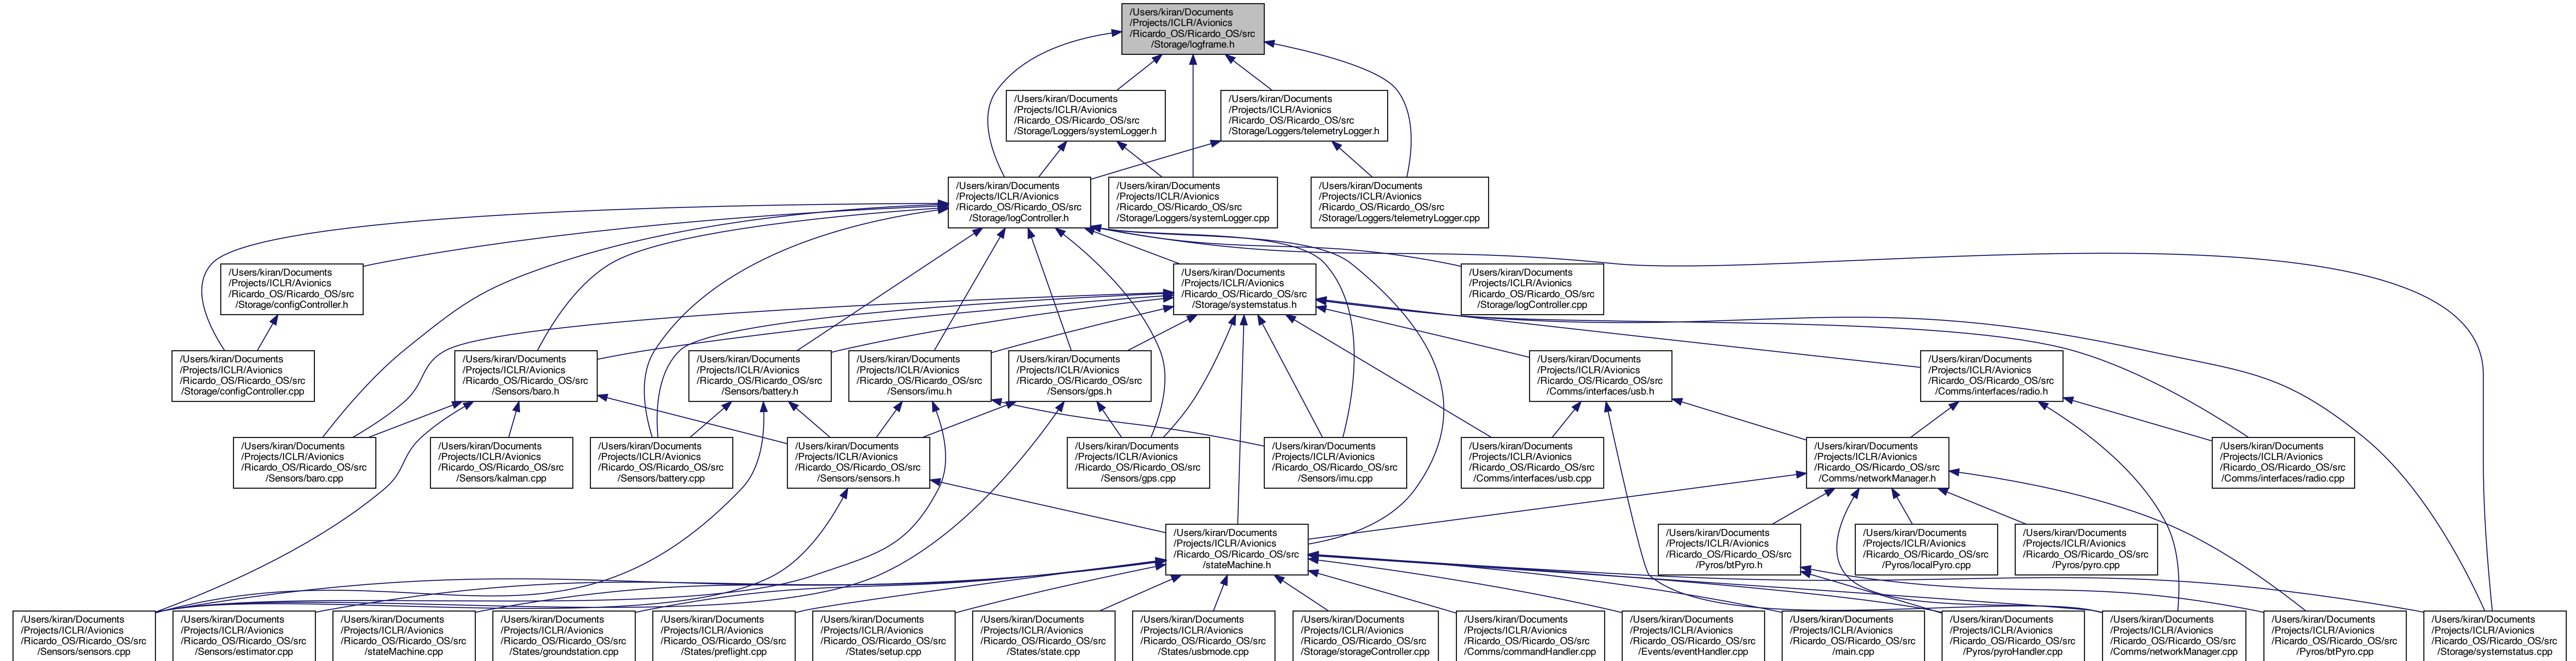 /Users/kiran/Documents
/Projects/ICLR/Avionics
/Ricardo_OS/Ricardo_OS/src
/Storage/logframe.h
/Users/kiran/Documents
/Projects/ICLR/Avionics
/Ricardo_OS/Ricardo_OS/src
/Storage/Loggers/systemLogger.h
/Users/kiran/Documents
/Projects/ICLR/Avionics
/Ricardo_OS/Ricardo_OS/src
/Storage/Loggers/telemetryLogger.h
/Users/kiran/Documents
/Projects/ICLR/Avionics
/Ricardo_OS/Ricardo_OS/src
/Storage/logController.h
/Users/kiran/Documents
/Projects/ICLR/Avionics
/Ricardo_OS/Ricardo_OS/src
/Storage/Loggers/systemLogger.cpp
/Users/kiran/Documents
/Projects/ICLR/Avionics
/Ricardo_OS/Ricardo_OS/src
/Storage/Loggers/telemetryLogger.cpp
/Users/kiran/Documents
/Projects/ICLR/Avionics
/Ricardo_OS/Ricardo_OS/src
/Storage/configController.h
/Users/kiran/Documents
/Projects/ICLR/Avionics
/Ricardo_OS/Ricardo_OS/src
/Storage/systemstatus.h
/Users/kiran/Documents
/Projects/ICLR/Avionics
/Ricardo_OS/Ricardo_OS/src
/Storage/logController.cpp
/Users/kiran/Documents
/Projects/ICLR/Avionics
/Ricardo_OS/Ricardo_OS/src
/Storage/configController.cpp
/Users/kiran/Documents
/Projects/ICLR/Avionics
/Ricardo_OS/Ricardo_OS/src
/Sensors/baro.h
/Users/kiran/Documents
/Projects/ICLR/Avionics
/Ricardo_OS/Ricardo_OS/src
/Sensors/battery.h
/Users/kiran/Documents
/Projects/ICLR/Avionics
/Ricardo_OS/Ricardo_OS/src
/Sensors/imu.h
/Users/kiran/Documents
/Projects/ICLR/Avionics
/Ricardo_OS/Ricardo_OS/src
/Sensors/gps.h
/Users/kiran/Documents
/Projects/ICLR/Avionics
/Ricardo_OS/Ricardo_OS/src
/Comms/interfaces/usb.h
/Users/kiran/Documents
/Projects/ICLR/Avionics
/Ricardo_OS/Ricardo_OS/src
/Comms/interfaces/radio.h
/Users/kiran/Documents
/Projects/ICLR/Avionics
/Ricardo_OS/Ricardo_OS/src
/Sensors/baro.cpp
/Users/kiran/Documents
/Projects/ICLR/Avionics
/Ricardo_OS/Ricardo_OS/src
/Sensors/kalman.cpp
/Users/kiran/Documents
/Projects/ICLR/Avionics
/Ricardo_OS/Ricardo_OS/src
/Sensors/battery.cpp
/Users/kiran/Documents
/Projects/ICLR/Avionics
/Ricardo_OS/Ricardo_OS/src
/Sensors/sensors.h
/Users/kiran/Documents
/Projects/ICLR/Avionics
/Ricardo_OS/Ricardo_OS/src
/Sensors/gps.cpp
/Users/kiran/Documents
/Projects/ICLR/Avionics
/Ricardo_OS/Ricardo_OS/src
/Sensors/imu.cpp
/Users/kiran/Documents
/Projects/ICLR/Avionics
/Ricardo_OS/Ricardo_OS/src
/Comms/interfaces/usb.cpp
/Users/kiran/Documents
/Projects/ICLR/Avionics
/Ricardo_OS/Ricardo_OS/src
/Comms/networkManager.h
/Users/kiran/Documents
/Projects/ICLR/Avionics
/Ricardo_OS/Ricardo_OS/src
/Comms/interfaces/radio.cpp
/Users/kiran/Documents
/Projects/ICLR/Avionics
/Ricardo_OS/Ricardo_OS/src
/stateMachine.h
/Users/kiran/Documents
/Projects/ICLR/Avionics
/Ricardo_OS/Ricardo_OS/src
/Pyros/btPyro.h
/Users/kiran/Documents
/Projects/ICLR/Avionics
/Ricardo_OS/Ricardo_OS/src
/Pyros/localPyro.cpp
/Users/kiran/Documents
/Projects/ICLR/Avionics
/Ricardo_OS/Ricardo_OS/src
/Pyros/pyro.cpp
/Users/kiran/Documents
/Projects/ICLR/Avionics
/Ricardo_OS/Ricardo_OS/src
/Sensors/sensors.cpp
/Users/kiran/Documents
/Projects/ICLR/Avionics
/Ricardo_OS/Ricardo_OS/src
/Sensors/estimator.cpp
/Users/kiran/Documents
/Projects/ICLR/Avionics
/Ricardo_OS/Ricardo_OS/src
/stateMachine.cpp
/Users/kiran/Documents
/Projects/ICLR/Avionics
/Ricardo_OS/Ricardo_OS/src
/States/groundstation.cpp
/Users/kiran/Documents
/Projects/ICLR/Avionics
/Ricardo_OS/Ricardo_OS/src
/States/preflight.cpp
/Users/kiran/Documents
/Projects/ICLR/Avionics
/Ricardo_OS/Ricardo_OS/src
/States/setup.cpp
/Users/kiran/Documents
/Projects/ICLR/Avionics
/Ricardo_OS/Ricardo_OS/src
/States/state.cpp
/Users/kiran/Documents
/Projects/ICLR/Avionics
/Ricardo_OS/Ricardo_OS/src
/States/usbmode.cpp
/Users/kiran/Documents
/Projects/ICLR/Avionics
/Ricardo_OS/Ricardo_OS/src
/Storage/storageController.cpp
/Users/kiran/Documents
/Projects/ICLR/Avionics
/Ricardo_OS/Ricardo_OS/src
/Comms/commandHandler.cpp
/Users/kiran/Documents
/Projects/ICLR/Avionics
/Ricardo_OS/Ricardo_OS/src
/Events/eventHandler.cpp
/Users/kiran/Documents
/Projects/ICLR/Avionics
/Ricardo_OS/Ricardo_OS/src
/main.cpp
/Users/kiran/Documents
/Projects/ICLR/Avionics
/Ricardo_OS/Ricardo_OS/src
/Pyros/pyroHandler.cpp
/Users/kiran/Documents
/Projects/ICLR/Avionics
/Ricardo_OS/Ricardo_OS/src
/Comms/networkManager.cpp
/Users/kiran/Documents
/Projects/ICLR/Avionics
/Ricardo_OS/Ricardo_OS/src
/Pyros/btPyro.cpp
/Users/kiran/Documents
/Projects/ICLR/Avionics
/Ricardo_OS/Ricardo_OS/src
/Storage/systemstatus.cpp